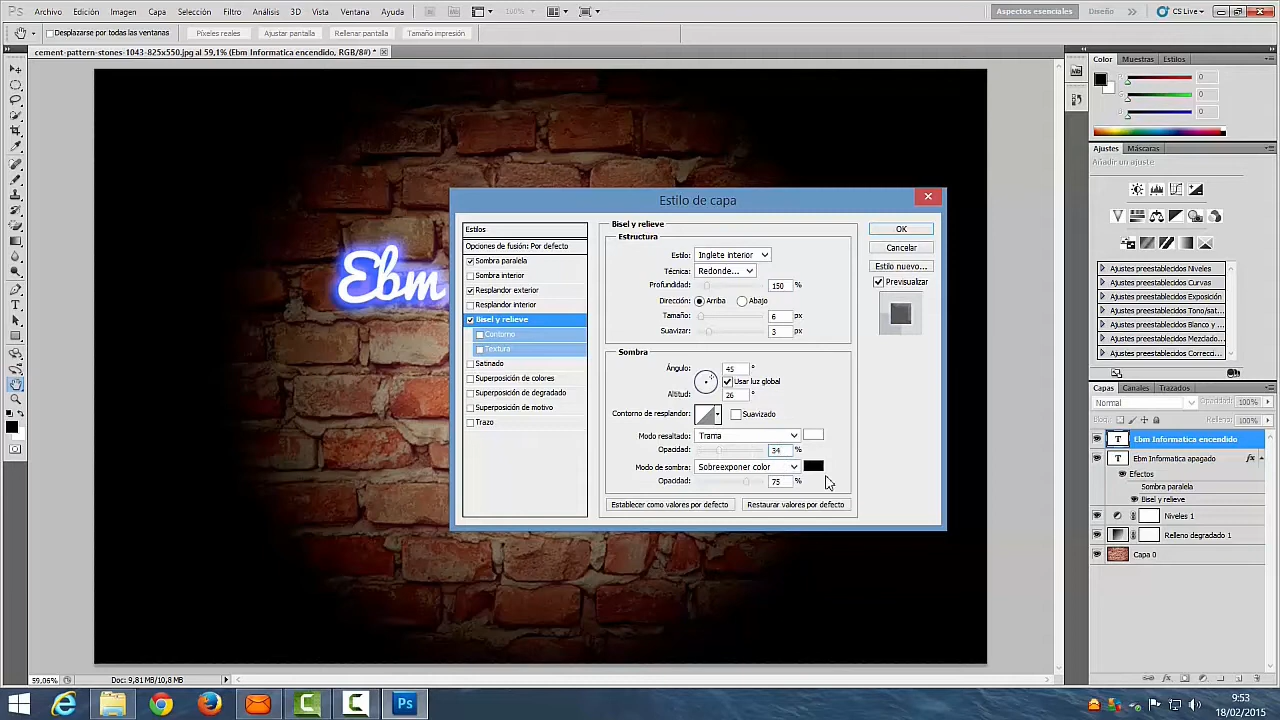 Ps Archivo Edición Imagen Capa Selección Filtro Análisis 3D Vista Ventana Ayuda Mb 100% Aspectos esenciales Diseño CS Live
Desplazarse por todas las ventanas Píxeles reales Ajustar pantalla Rellenar pantalla Tamaño impresión
cement-pattern-stones-1043-825x550.jpg al 59,1% (Ebm Informatica encendido, RGB/8#) *
Color Muestras Estilos
0
0
0
Ajustes Máscaras
Añadir un ajuste
Ajustes preestablecidos Niveles
Ajustes preestablecidos Curvas
Ajustes preestablecidos Exposición
Ajustes preestablecidos Tono/sat...
Ajustes preestablecidos Blanco y...
Ajustes preestablecidos Mezclado...
Ajustes preestablecidos Correcci...
Capas Canales Trazados
Normal Opacidad: 100%
Bloq.: Relleno: 100%
T Ebm Informatica encendido
T Ebm Informatica apagado fx
Efectos
Sombra paralela
Bisel y relieve
Niveles 1
Relleno degradado 1
Capa 0
Ebm
Estilo de capa
Estilos
Opciones de fusión: Por defecto
Sombra paralela
Sombra interior
Resplandor exterior
Resplandor interior
Bisel y relieve
Contorno
Textura
Satinado
Superposición de colores
Superposición de degradado
Superposición de motivo
Trazo
Bisel y relieve
Estructura
Estilo: Inglete interior
Técnica: Redonde...
Profundidad: 150 %
Dirección: Arriba Abajo
Tamaño: 6 px
Suavizar: 3 px
Sombra
Ángulo: 45 °
Usar luz global
Altitud: 26 °
Contorno de resplandor: Suavizado
Modo resaltado: Trama
Opacidad: 34 %
Modo de sombra: Sobreexponer color
Opacidad: 75 %
Establecer como valores por defecto Restaurar valores por defecto
OK
Cancelar
Estilo nuevo...
Previsualizar
59,06% Doc: 9,81 MB/10,8 MB
Ps
9:53
18/02/2015